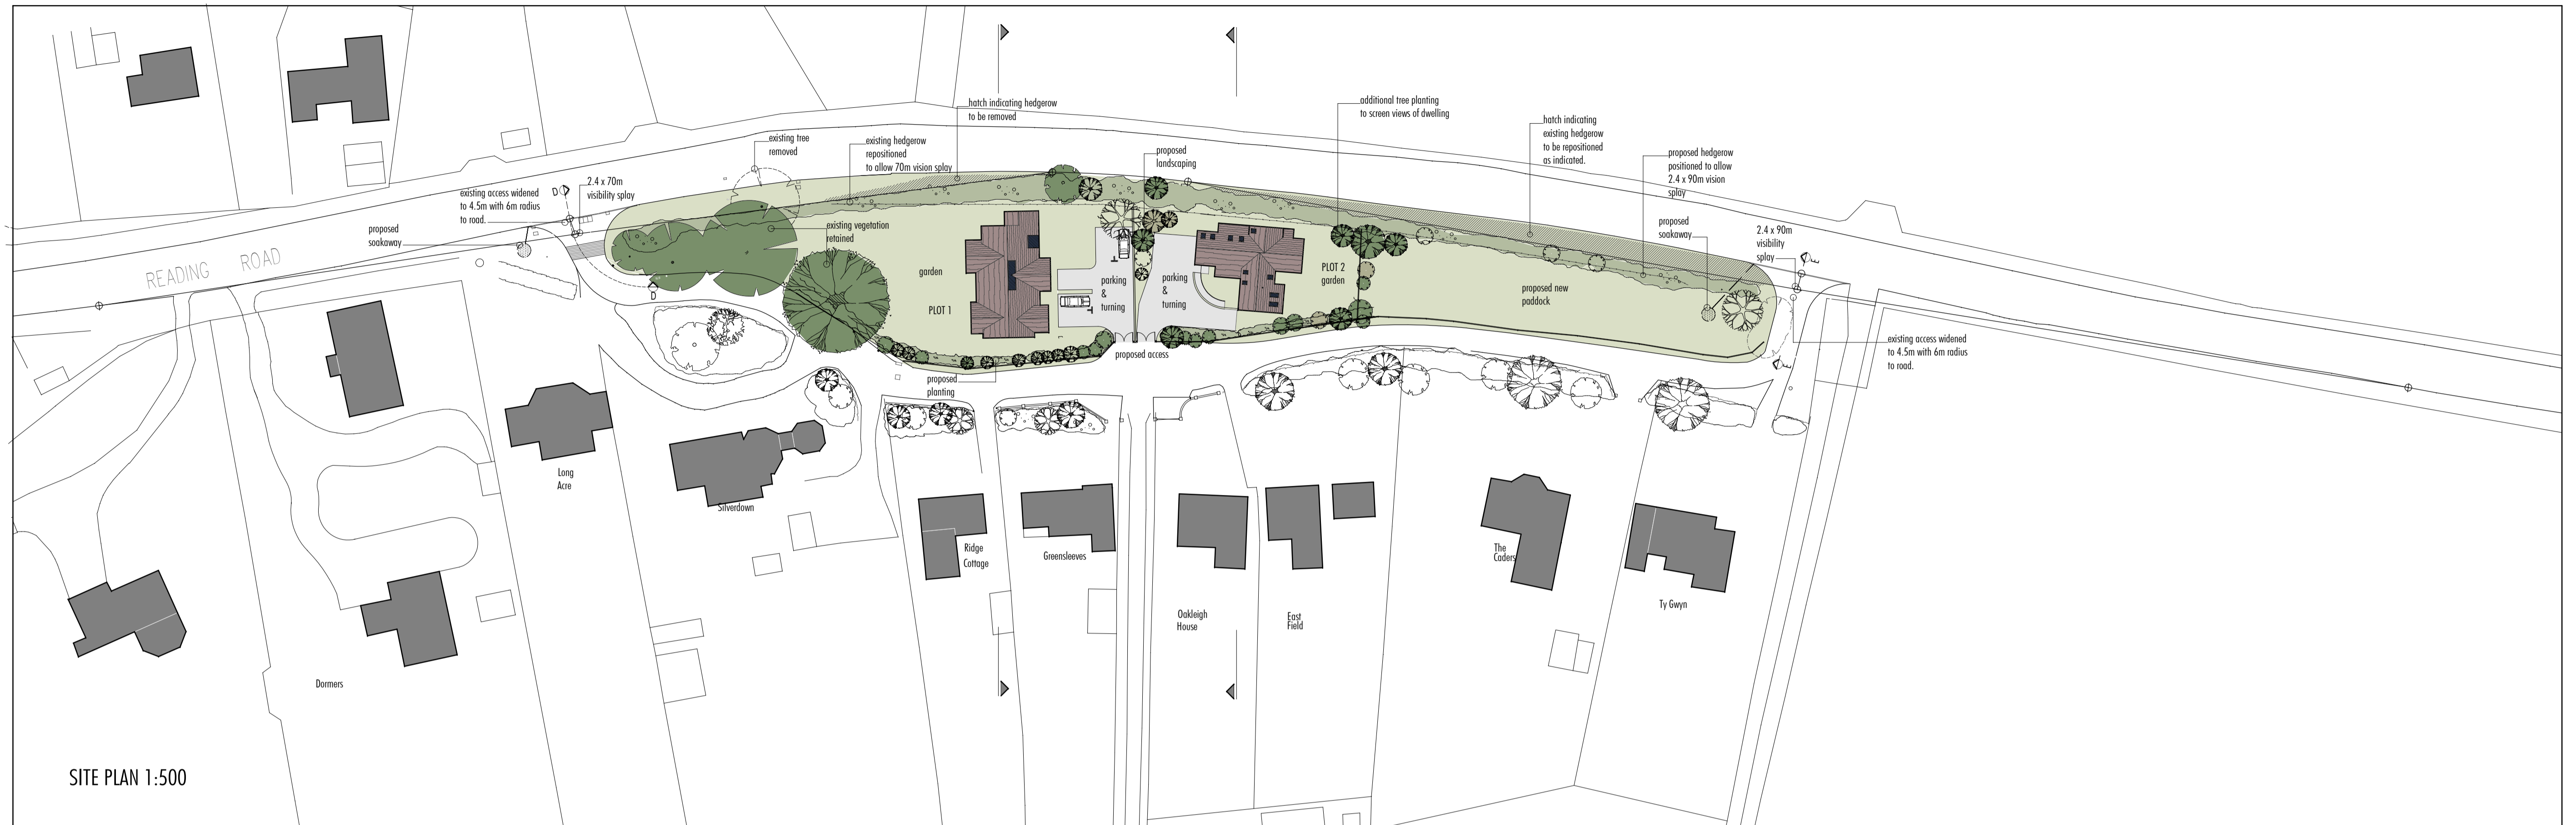 hatch indicating hedgerow
to be removed
additional tree planting
to screen views of dwelling
hatch indicating
existing hedgerow
to be repositioned
as indicated.
existing tree
removed
existing hedgerow
repositioned
to allow 70m vision splay
proposed
landscaping
proposed hedgerow
positioned to allow
2.4 x 90m vision
splay
existing access widened
to 4.5m with 6m radius
to road.
D
2.4 x 70m
visibility splay
proposed
soakaway
existing vegetation
retained
proposed
soakaway
2.4 x 90m
visibility
splay
E
READING ROAD
garden
PLOT 1
parking
&
turning
parking
&
turning
PLOT 2
garden
proposed new
paddock
D
E
proposed access
existing access widened
to 4.5m with 6m radius
to road.
proposed
planting
Long
Acre
Silverdown
Ridge
Cottage
Greensleeves
Oakleigh
House
East
Field
The
Caders
Ty Gwyn
Dormers
SITE PLAN 1:500